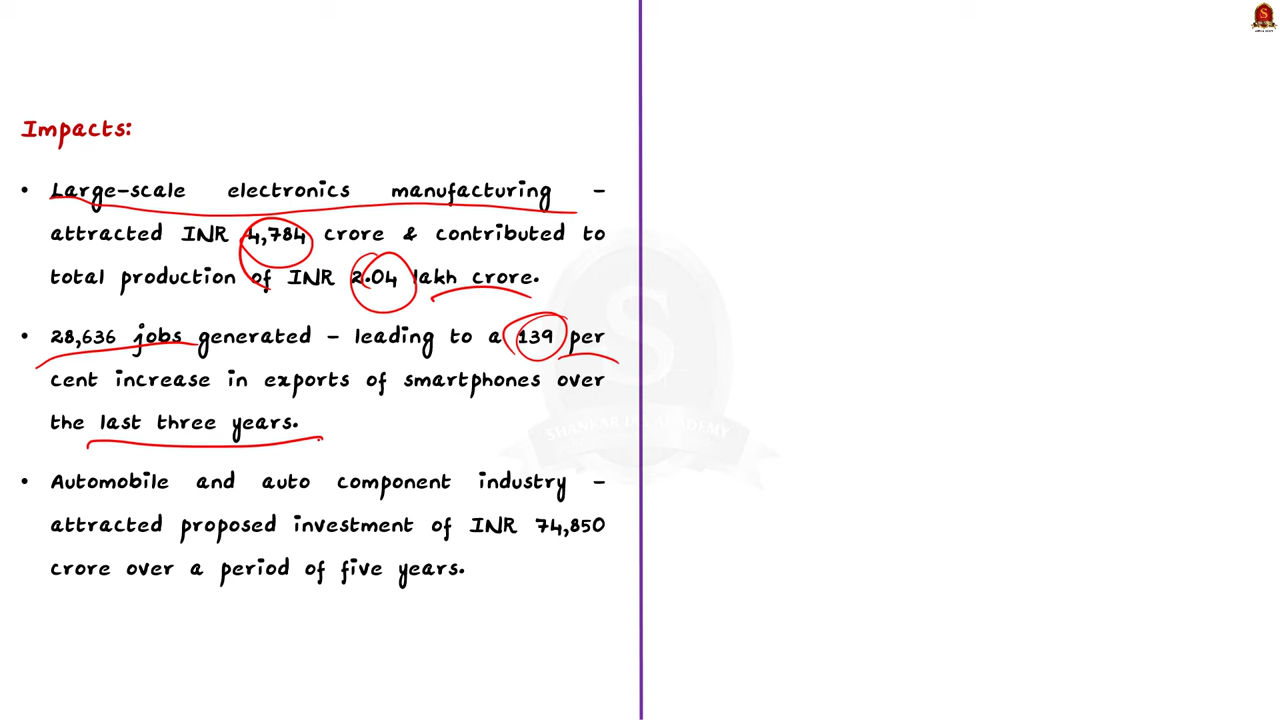 Impacts:
• Large-scale electronics manufacturing –
attracted INR 4,784 crore & contributed to
total production of INR 2.04 lakh crore.
• 28,636 jobs generated – leading to a 139 per
cent increase in exports of smartphones over
the last three years.
• Automobile and auto component industry –
attracted proposed investment of INR 74,850
crore over a period of five years.
S
SHANKAR IAS ACADEMY